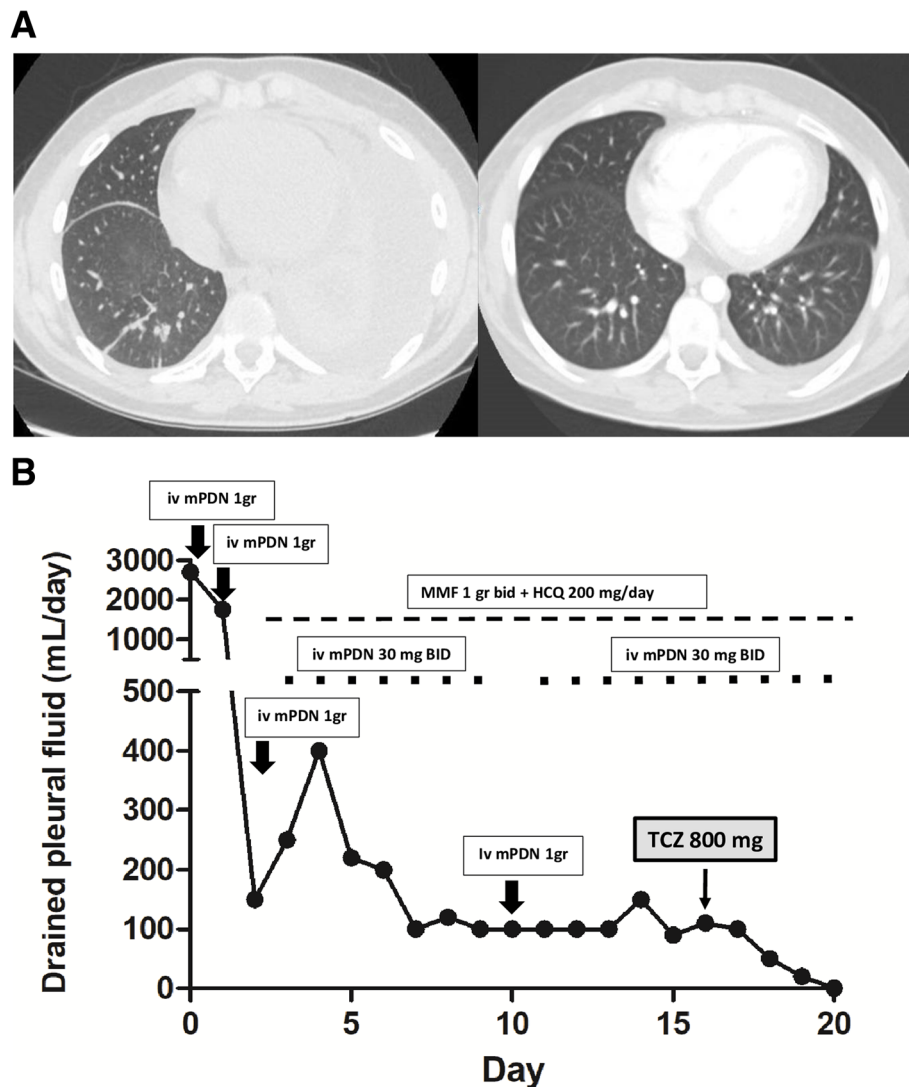 A
B
iv mPDN 1gr
iv mPDN 1gr
MMF 1 gr bid + HCQ 200 mg/day
iv mPDN 30 mg BID
iv mPDN 30 mg BID
iv mPDN 1gr
Iv mPDN 1gr
TCZ 800 mg
Drained pleural fluid (mL/day)
3000
2000
1000
500
400
300
200
100
0
0
5
10
15
20
Day